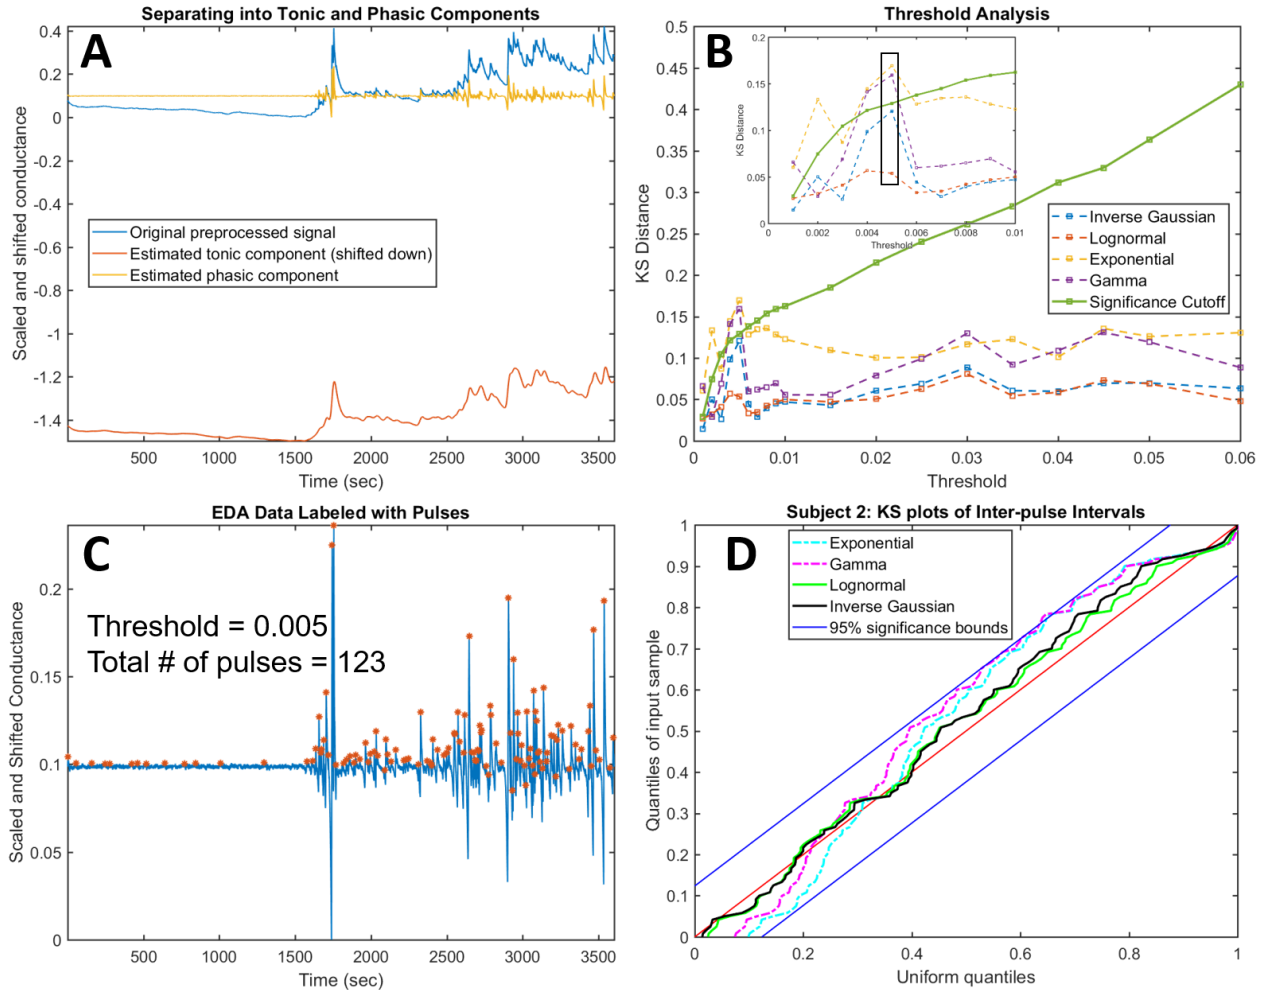 Separating into Tonic and Phasic Components
A
0.4
0.2
0
-0.2
-0.4
-0.6
-0.8
-1
-1.2
-1.4
Scaled and shifted conductance
Original preprocessed signal
Estimated tonic component (shifted down)
Estimated phasic component
500
1000
1500
2000
2500
3000
3500
Time (sec)
Threshold Analysis
B
0.5
0.45
0.4
0.35
0.3
0.25
0.2
0.15
0.1
0.05
0
KS Distance
0.2
0.15
0.1
0.05
0
KS Distance
0
0.002
0.004
0.006
0.008
0.01
Threshold
Inverse Gaussian
Lognormal
Exponential
Gamma
Significance Cutoff
0
0.01
0.02
0.03
0.04
0.05
0.06
Threshold
EDA Data Labeled with Pulses
C
Threshold = 0.005
Total # of pulses = 123
0.2
0.15
0.1
0.05
0
Scaled and Shifted Conductance
500
1000
1500
2000
2500
3000
3500
Time (sec)
Subject 2: KS plots of Inter-pulse Intervals
D
Exponential
Gamma
Lognormal
Inverse Gaussian
95% significance bounds
1
0.9
0.8
0.7
0.6
0.5
0.4
0.3
0.2
0.1
0
Quantiles of input sample
0
0.2
0.4
0.6
0.8
1
Uniform quantiles